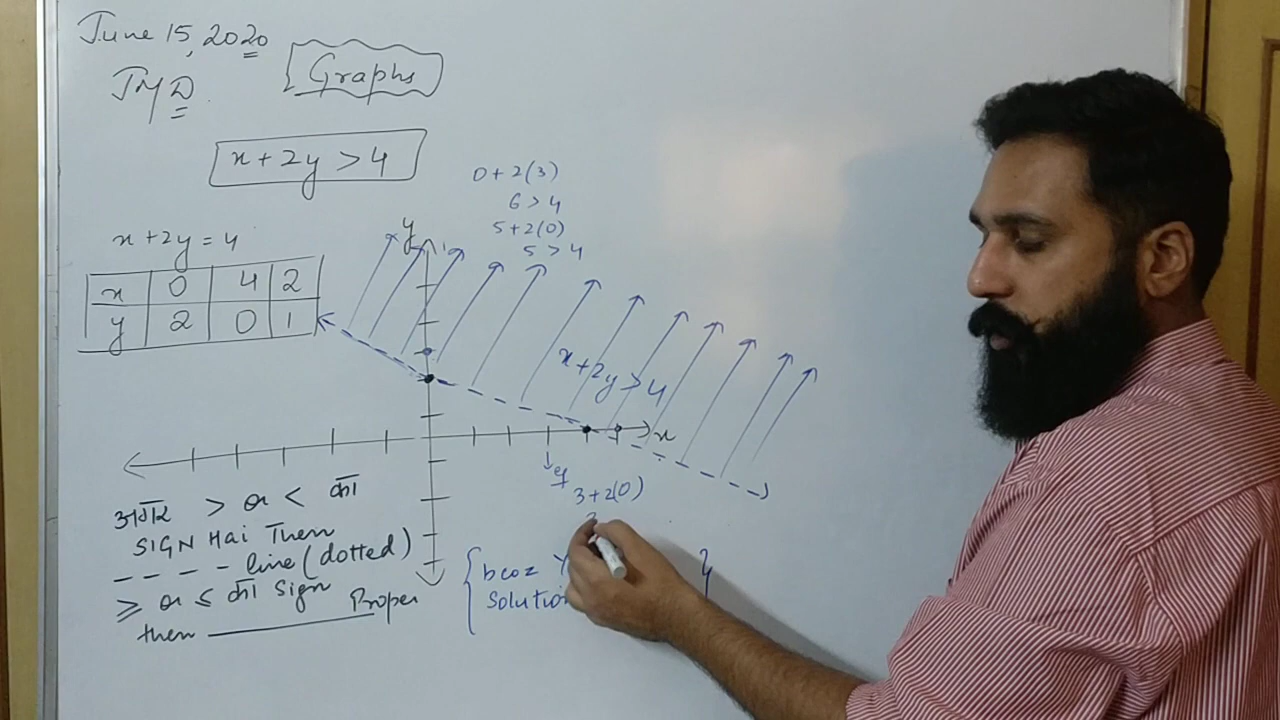 June 15, 2020
JMD
Graphs
x + 2y > 4
0 + 2(3)
6 > 4
5 + 2(0)
5 > 4
x + 2y = 4
x 0 4 2
y 2 0 1
y
x + 2y > 4
x
eg
3 + 2(0)
अगर > or < का
SIGN Hai Then
---- line (dotted)
≥ or ≤ का sign
then ____ Proper
{ bcoz }
Solution